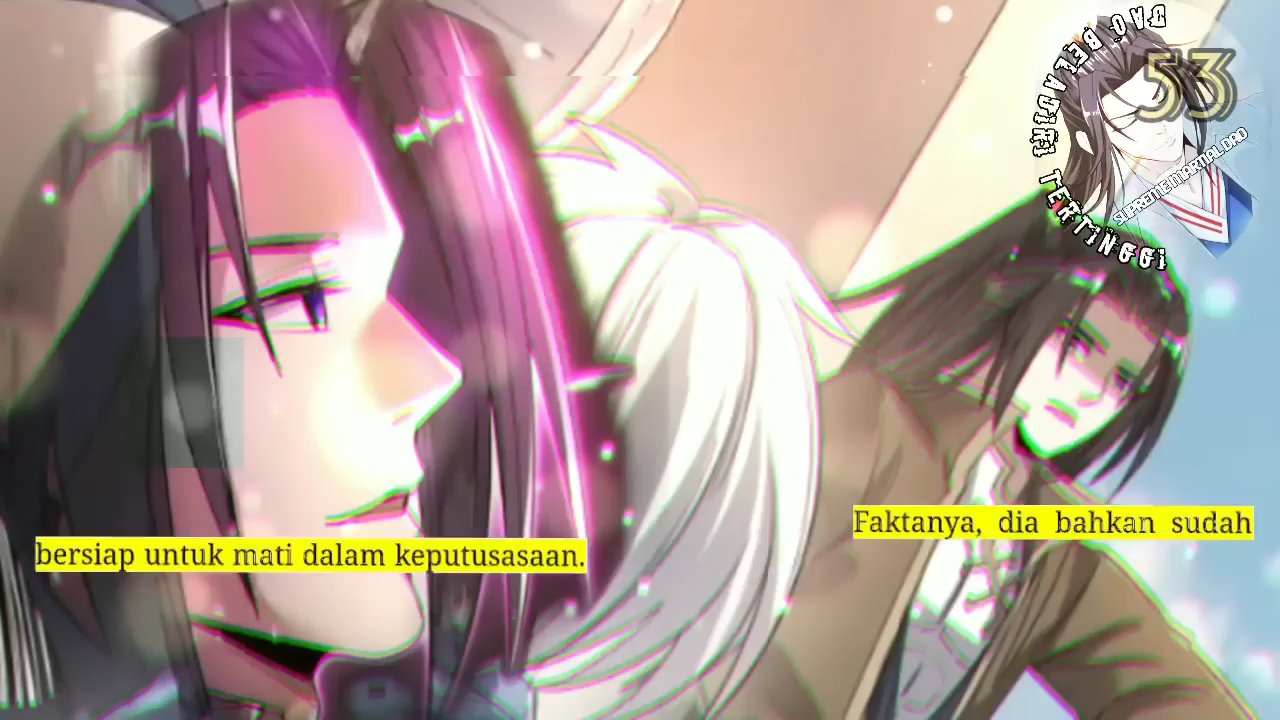 DAO BELADIRI TERTINGGI
53
SUPREME MARTIAL DAO
Faktanya, dia bahkan sudah
bersiap untuk mati dalam keputusasaan.